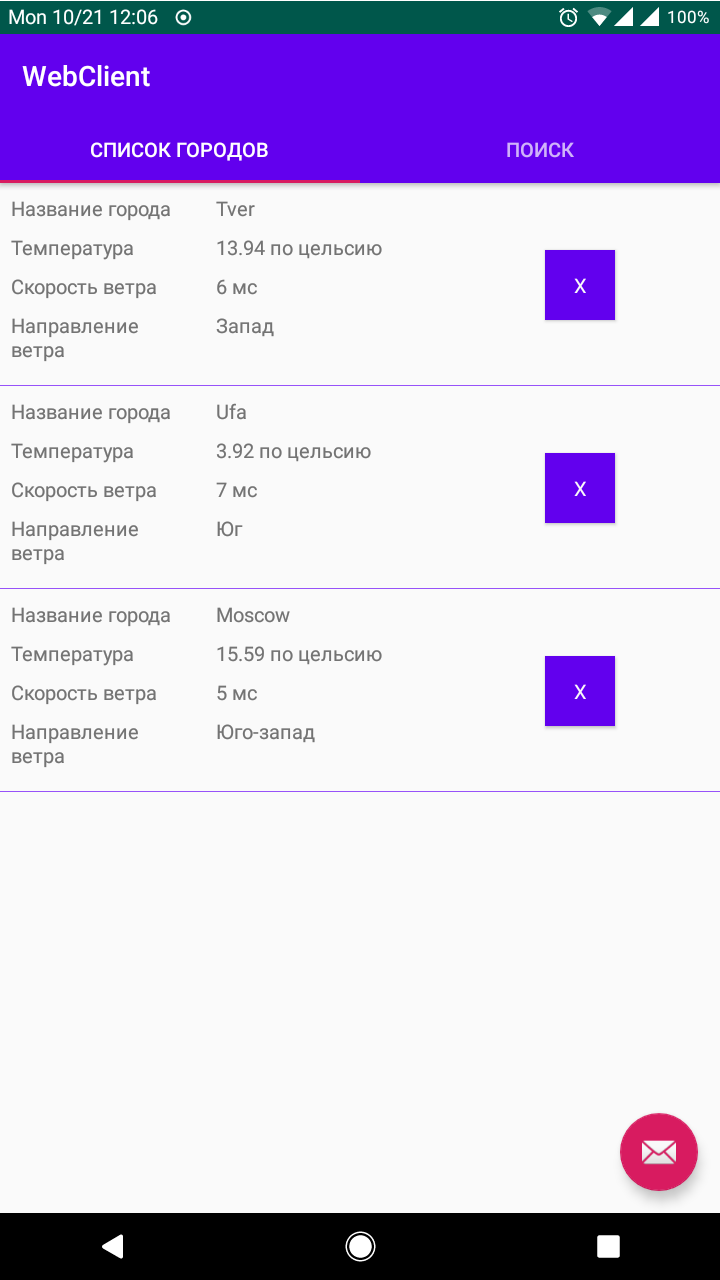 Mon 10/21 12:06 100%
WebClient
СПИСОК ГОРОДОВ ПОИСК
Название города Tver
Температура 13.94 по цельсию
Скорость ветра 6 мс
Направление Запад
ветра
X
Название города Ufa
Температура 3.92 по цельсию
Скорость ветра 7 мс
Направление Юг
ветра
X
Название города Moscow
Температура 15.59 по цельсию
Скорость ветра 5 мс
Направление Юго-запад
ветра
X